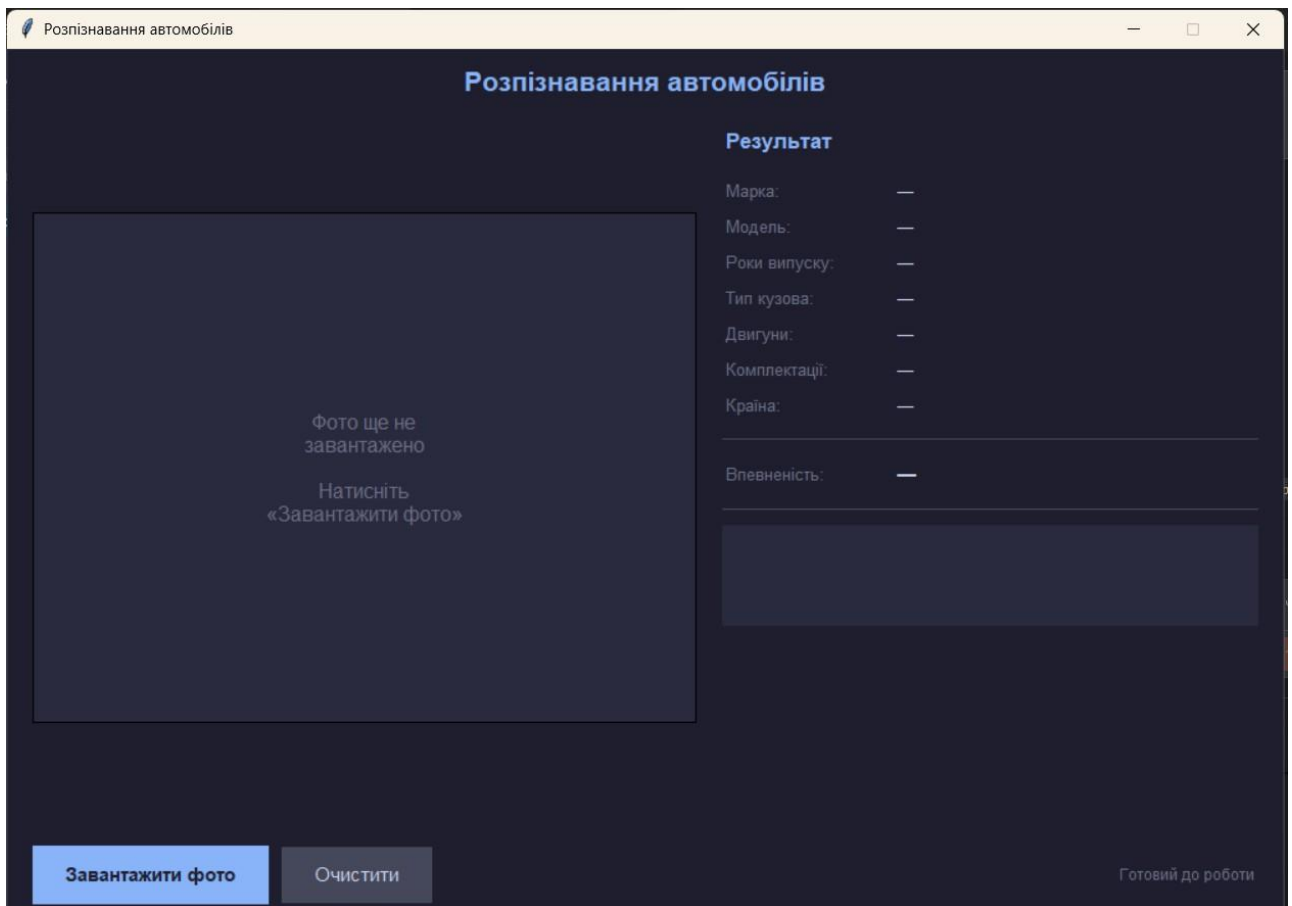 Розпізнавання автомобілів
Розпізнавання автомобілів
Результат
Марка: —
Модель: —
Роки випуску: —
Тип кузова: —
Двигуни: —
Комплектації: —
Країна: —
Впевненість: —
Фото ще не
завантажено
Натисніть
«Завантажити фото»
Завантажити фото
Очистити
Готовий до роботи